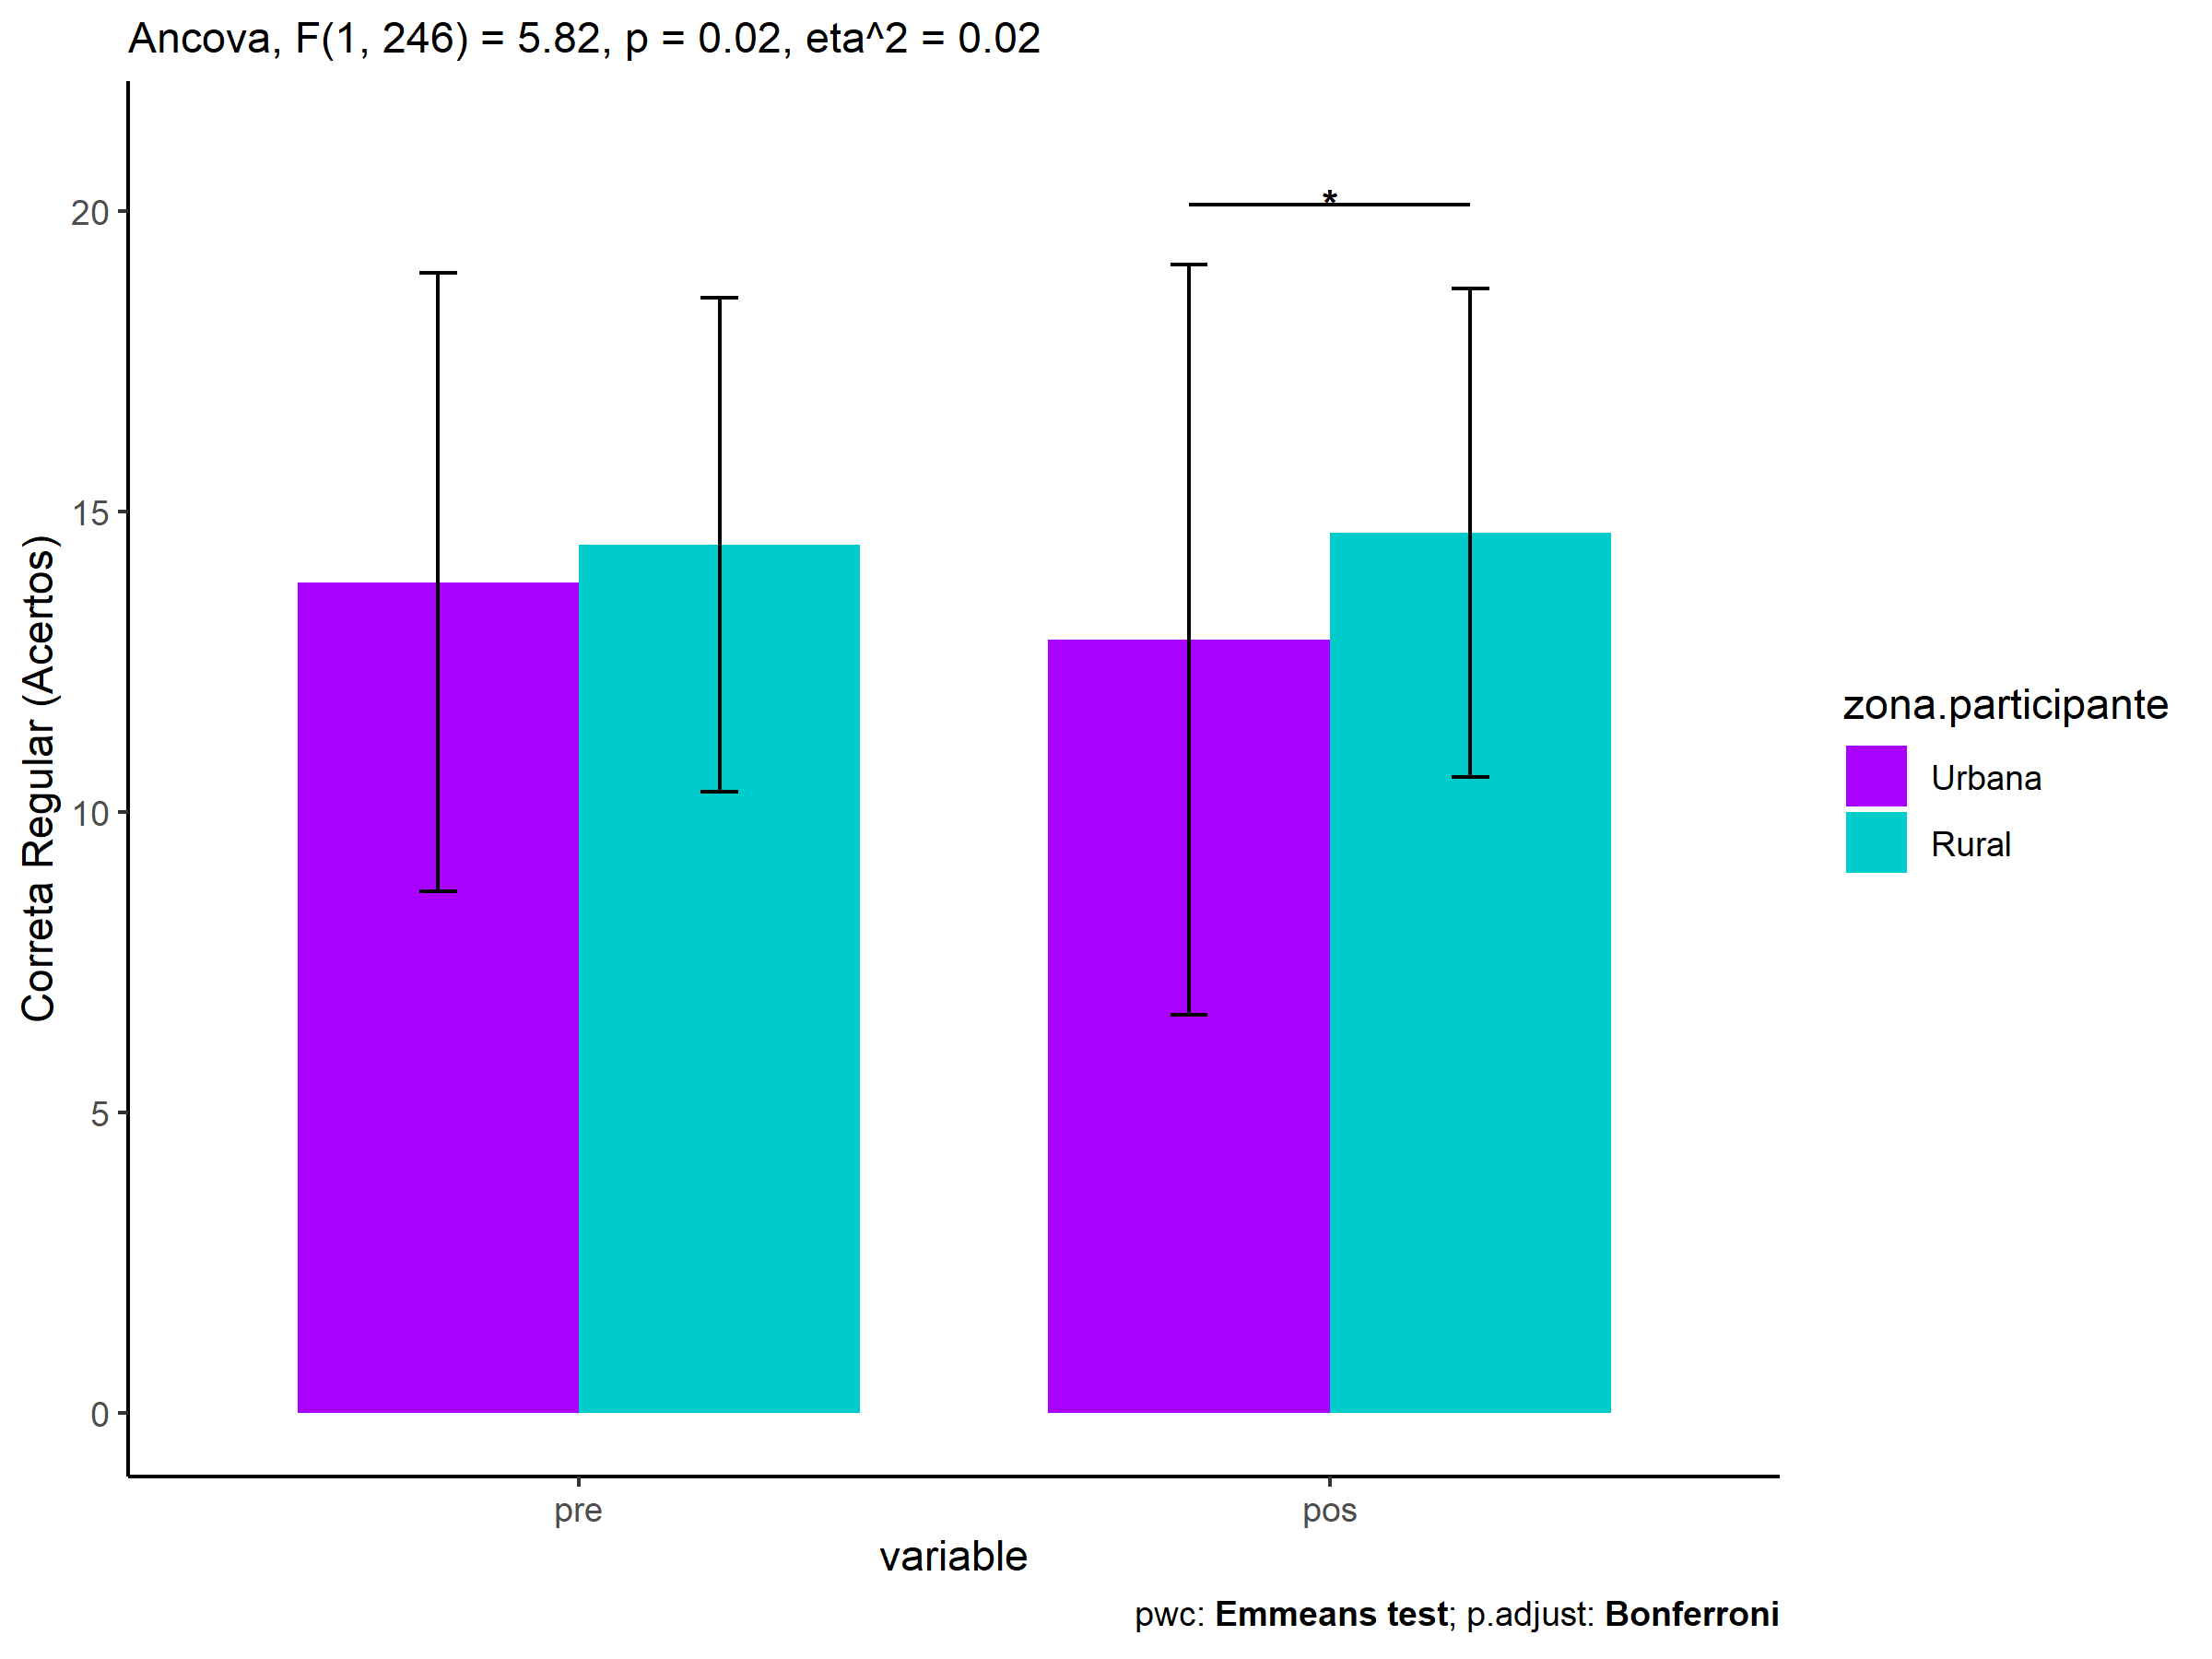 Ancova, F(1, 246) = 5.82, p = 0.02, eta^2 = 0.02
Correta Regular (Acertos)
20
15
10
5
0
*
pre
pos
variable
zona.participante
Urbana
Rural
pwc: Emmeans test; p.adjust: Bonferroni